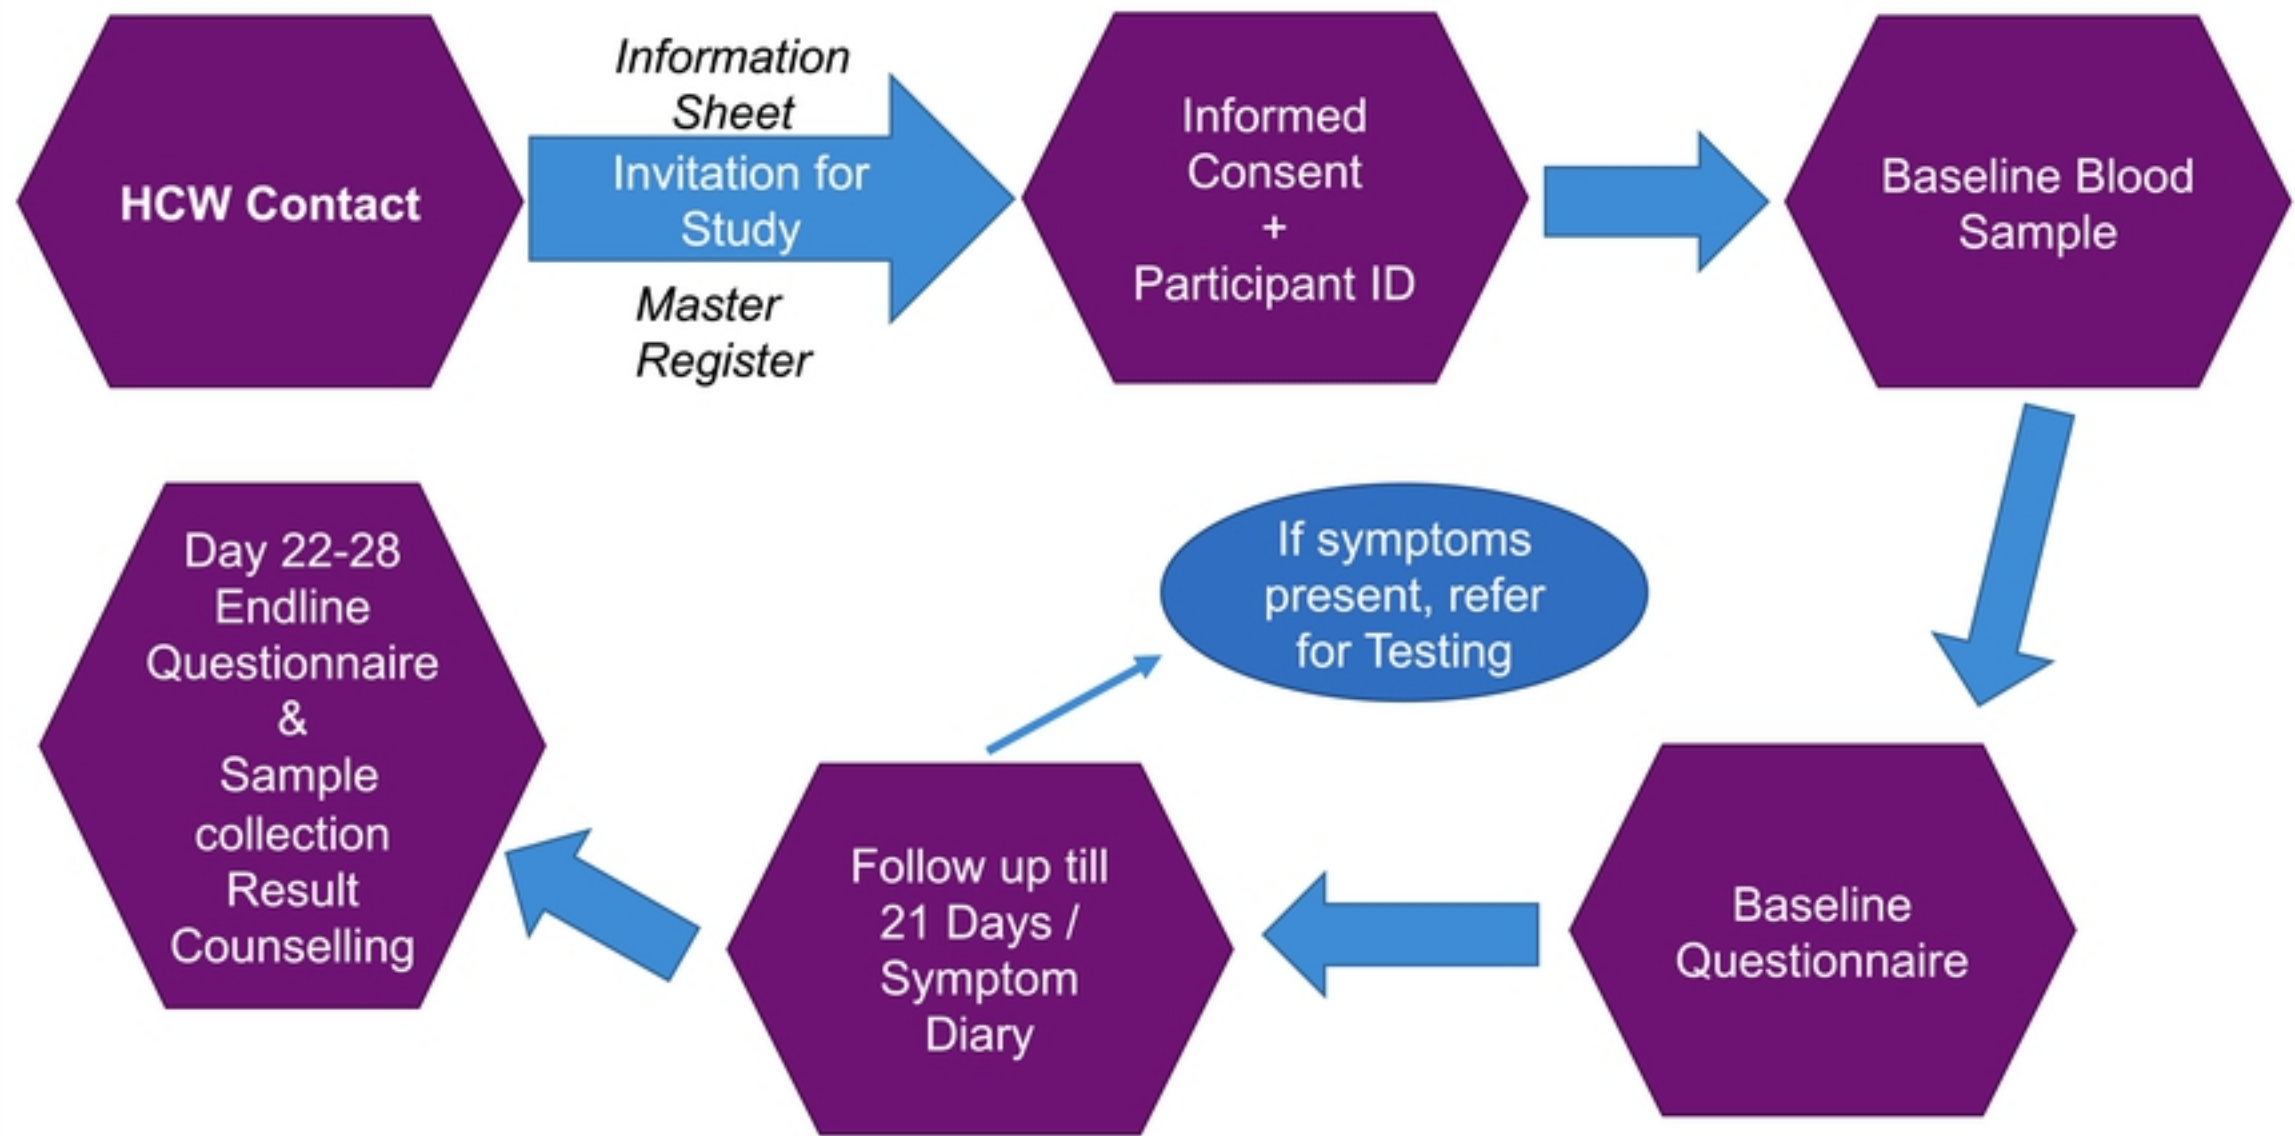 HCW Contact
Information
Sheet
Invitation for
Study
Master
Register
Informed
Consent
+
Participant ID
Baseline Blood
Sample
Baseline
Questionnaire
Follow up till
21 Days /
Symptom
Diary
If symptoms
present, refer
for Testing
Day 22-28
Endline
Questionnaire
&
Sample
collection
Result
Counselling